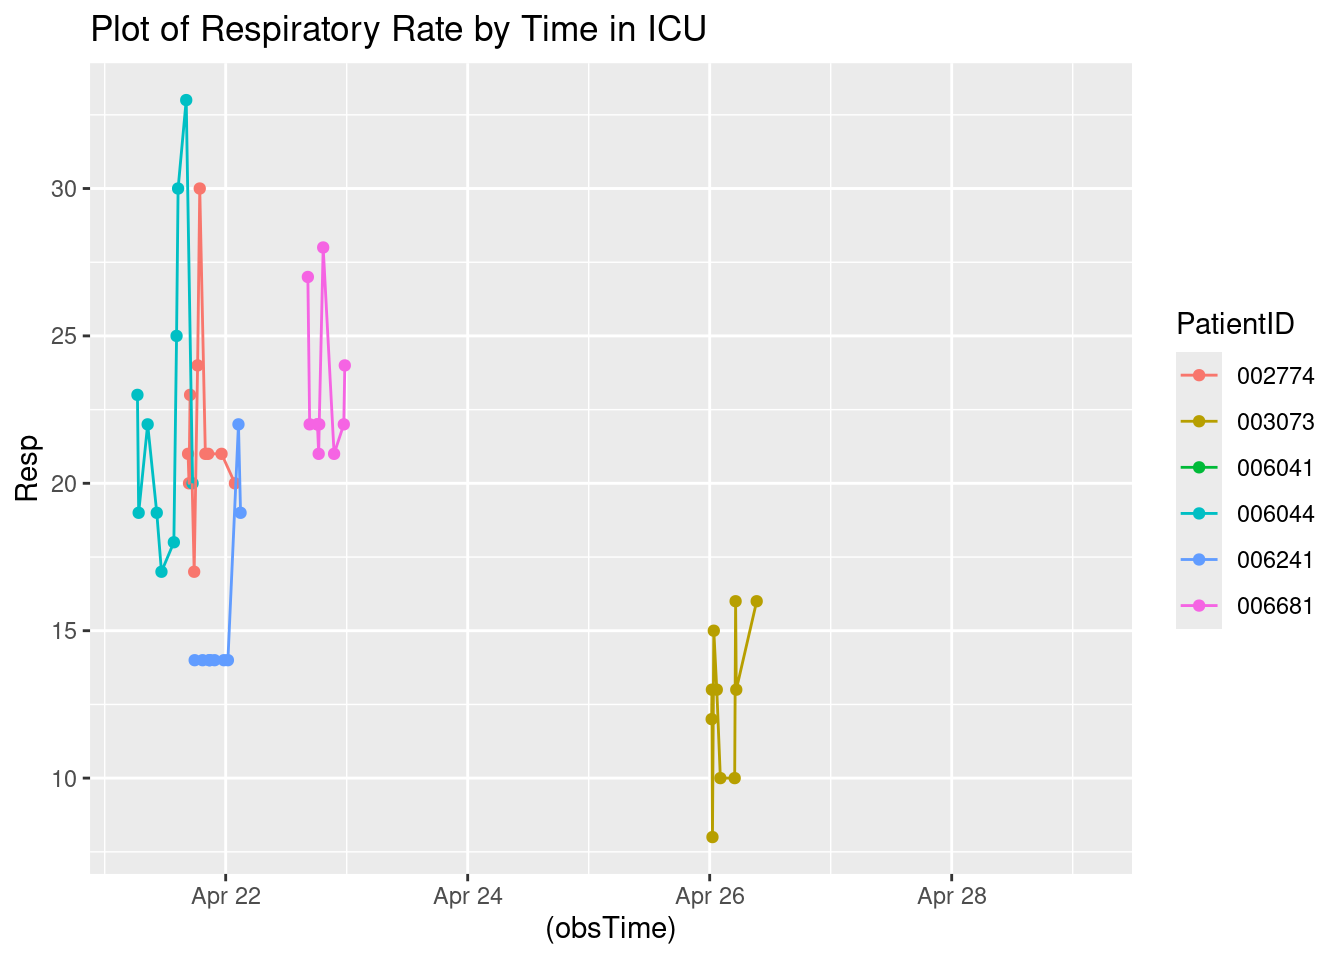 Plot of Respiratory Rate by Time in ICU
30
25
20
15
10
Resp
Apr 22
Apr 24
Apr 26
Apr 28
(obsTime)
PatientID
002774
003073
006041
006044
006241
006681